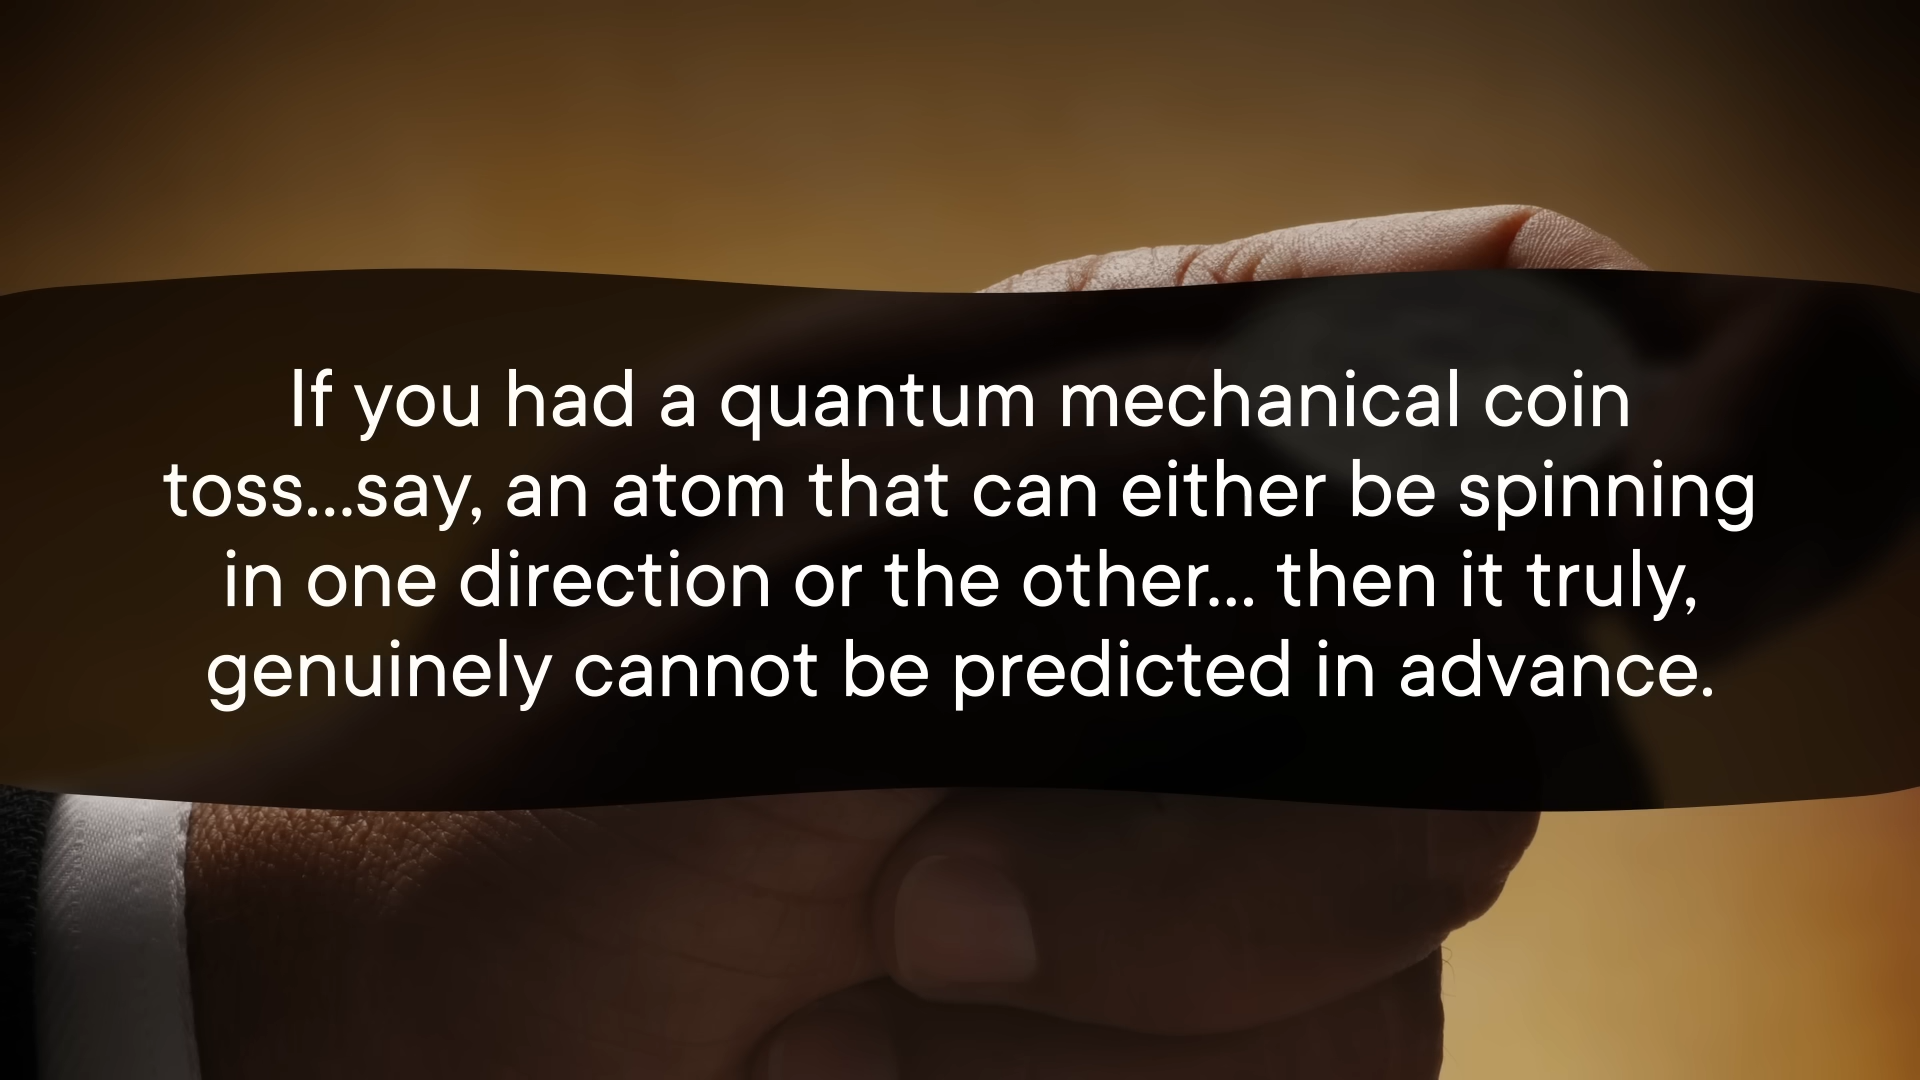 If you had a quantum mechanical coin
toss...say, an atom that can either be spinning
in one direction or the other... then it truly,
genuinely cannot be predicted in advance.